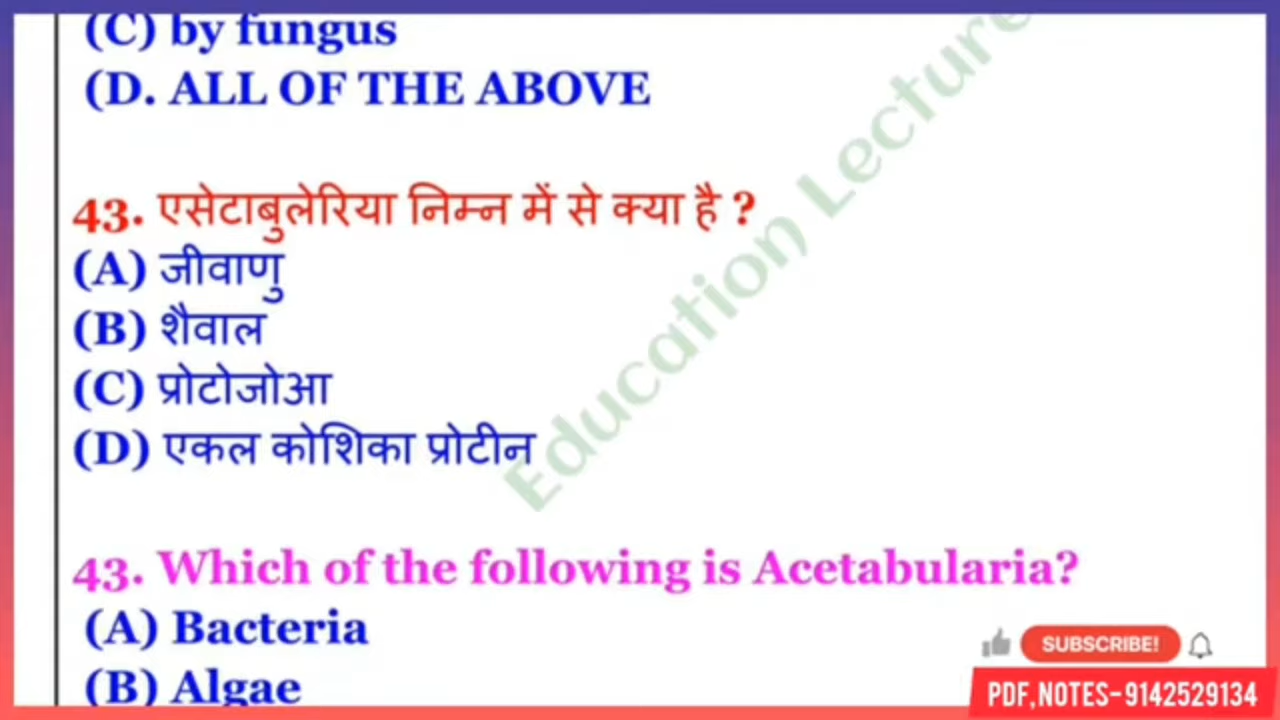 (C) by fungus
(D. ALL OF THE ABOVE
43. एसेटाबुलेरिया निम्न में से क्या है ?
(A) जीवाणु
(B) शैवाल
(C) प्रोटोजोआ
(D) एकल कोशिका प्रोटीन
Education Lecture
43. Which of the following is Acetabularia?
(A) Bacteria
(B) Algae
SUBSCRIBE!
PDF,NOTES-9142529134